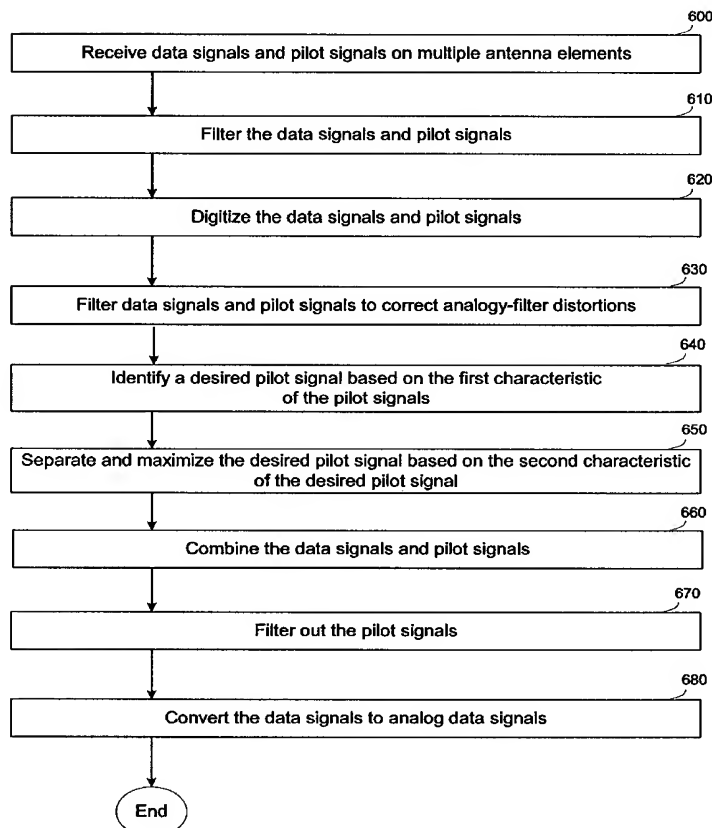 600
Receive data signals and pilot signals on multiple antenna elements
610
Filter the data signals and pilot signals
620
Digitize the data signals and pilot signals
630
Filter data signals and pilot signals to correct analogy-filter distortions
640
Identify a desired pilot signal based on the first characteristic
of the pilot signals
650
Separate and maximize the desired pilot signal based on the second characteristic
of the desired pilot signal
660
Combine the data signals and pilot signals
670
Filter out the pilot signals
680
Convert the data signals to analog data signals
End